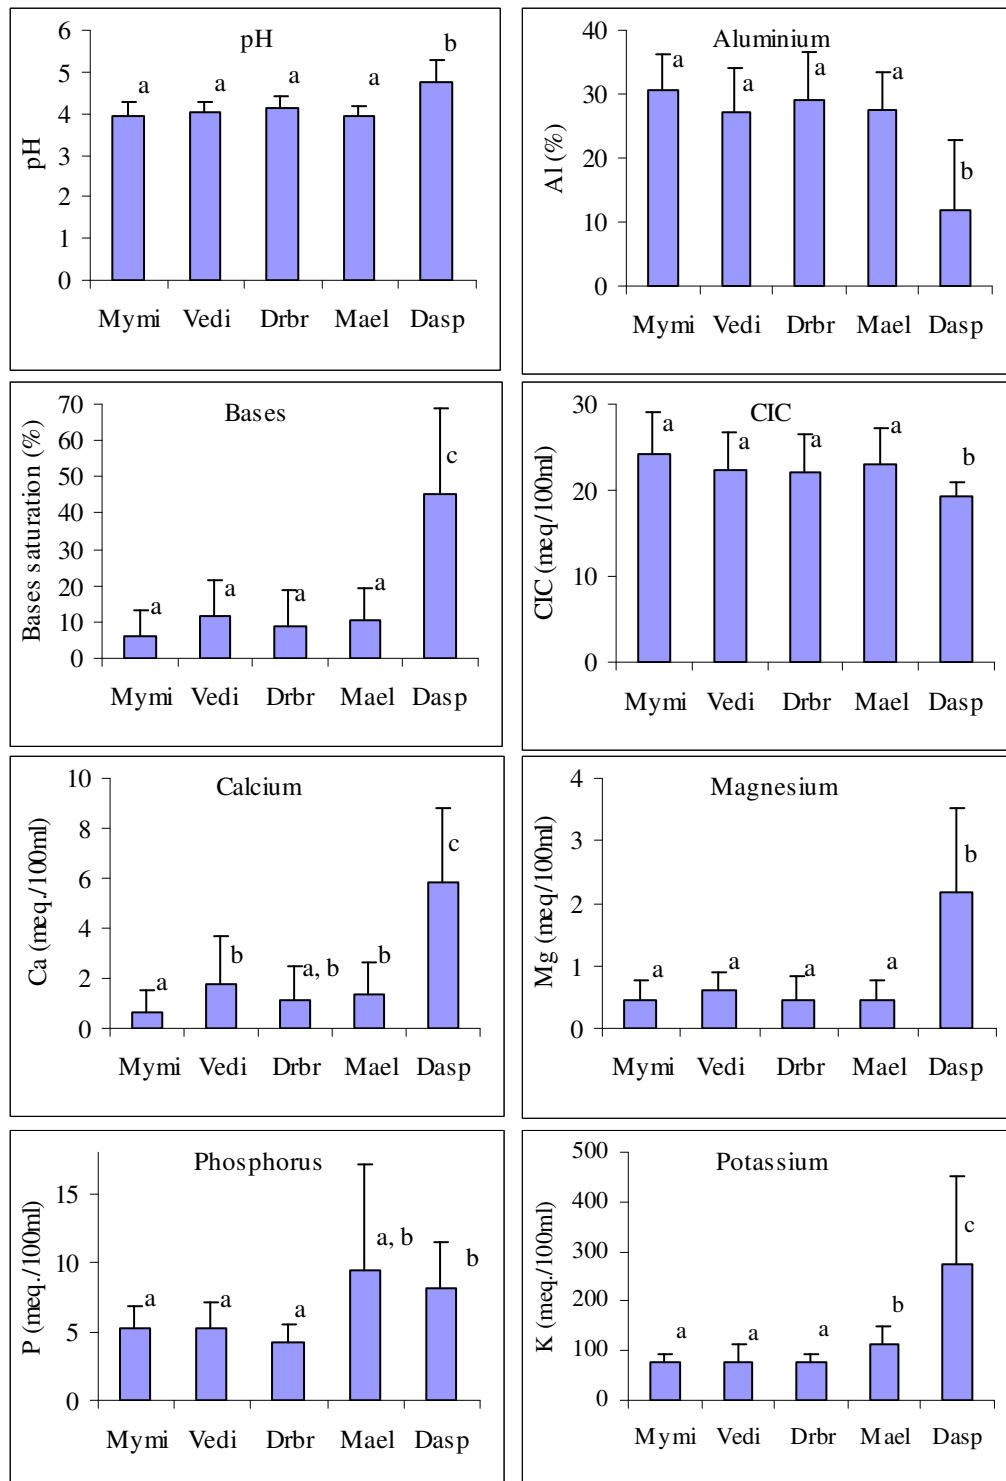 pH
pH
6
5
4
3
2
1
0
a
a
a
a
b
Mymi Vedi Drbr Mael Dasp
Aluminium
Al (%)
40
30
20
10
0
a
a
a
a
b
Mymi Vedi Drbr Mael Dasp
Bases
Bases saturation (%)
70
60
50
40
30
20
10
0
a
a
a
a
c
Mymi Vedi Drbr Mael Dasp
CIC
CIC (meq/100ml)
30
20
10
0
a
a
a
a
b
Mymi Vedi Drbr Mael Dasp
Calcium
Ca (meq./100ml)
10
8
6
4
2
0
a
b
a, b
b
c
Mymi Vedi Drbr Mael Dasp
Magnesium
Mg (meq/100ml)
4
3
2
1
0
a
a
a
a
b
Mymi Vedi Drbr Mael Dasp
Phosphorus
P (meq./100ml)
15
10
5
0
a
a
a
a, b
b
Mymi Vedi Drbr Mael Dasp
Potassium
K (meq./100ml)
500
400
300
200
100
0
a
a
a
b
c
Mymi Vedi Drbr Mael Dasp